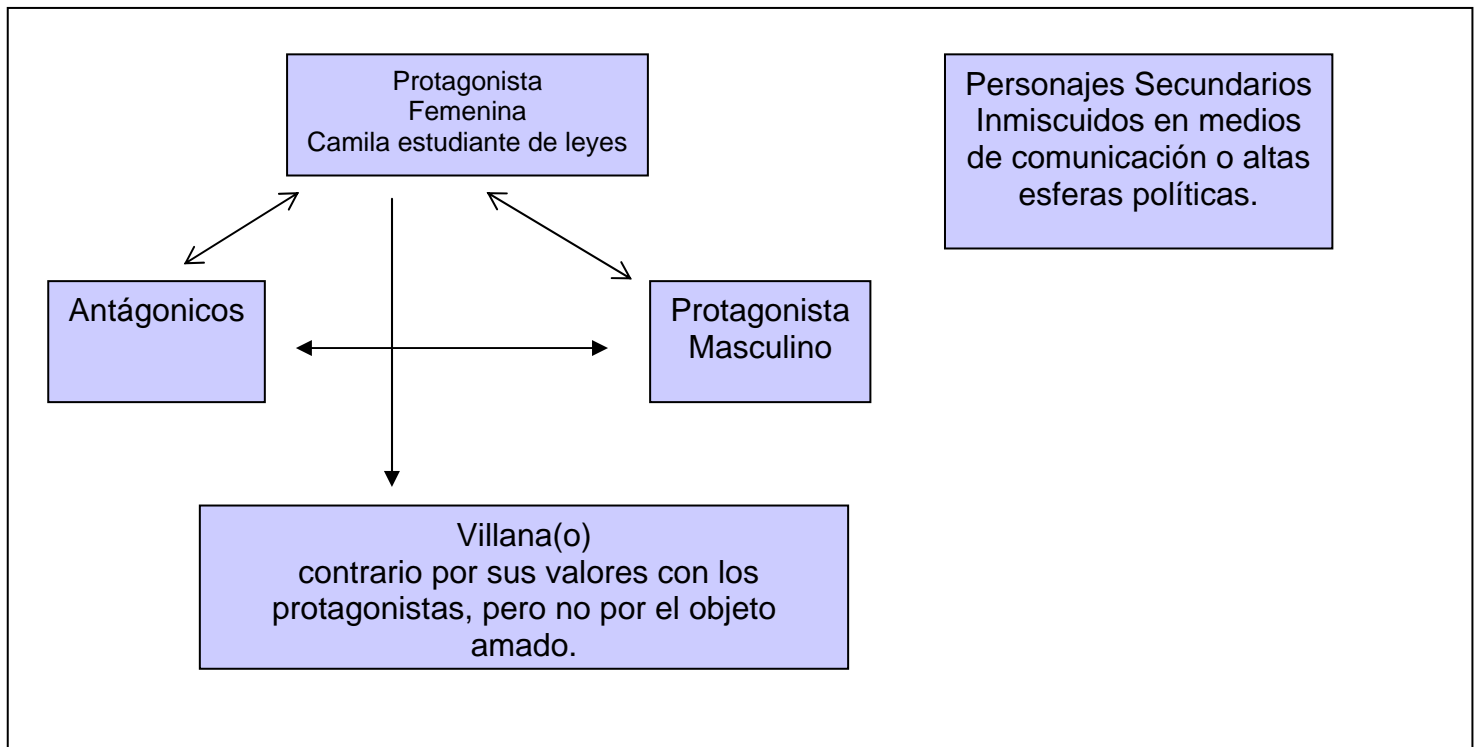 Protagonista
Femenina
Camila estudiante de leyes
Personajes Secundarios
Inmiscuidos en medios
de comunicación o altas
esferas políticas.
Antágonicos
Protagonista
Masculino
Villana(o)
contrario por sus valores con los
protagonistas, pero no por el objeto
amado.